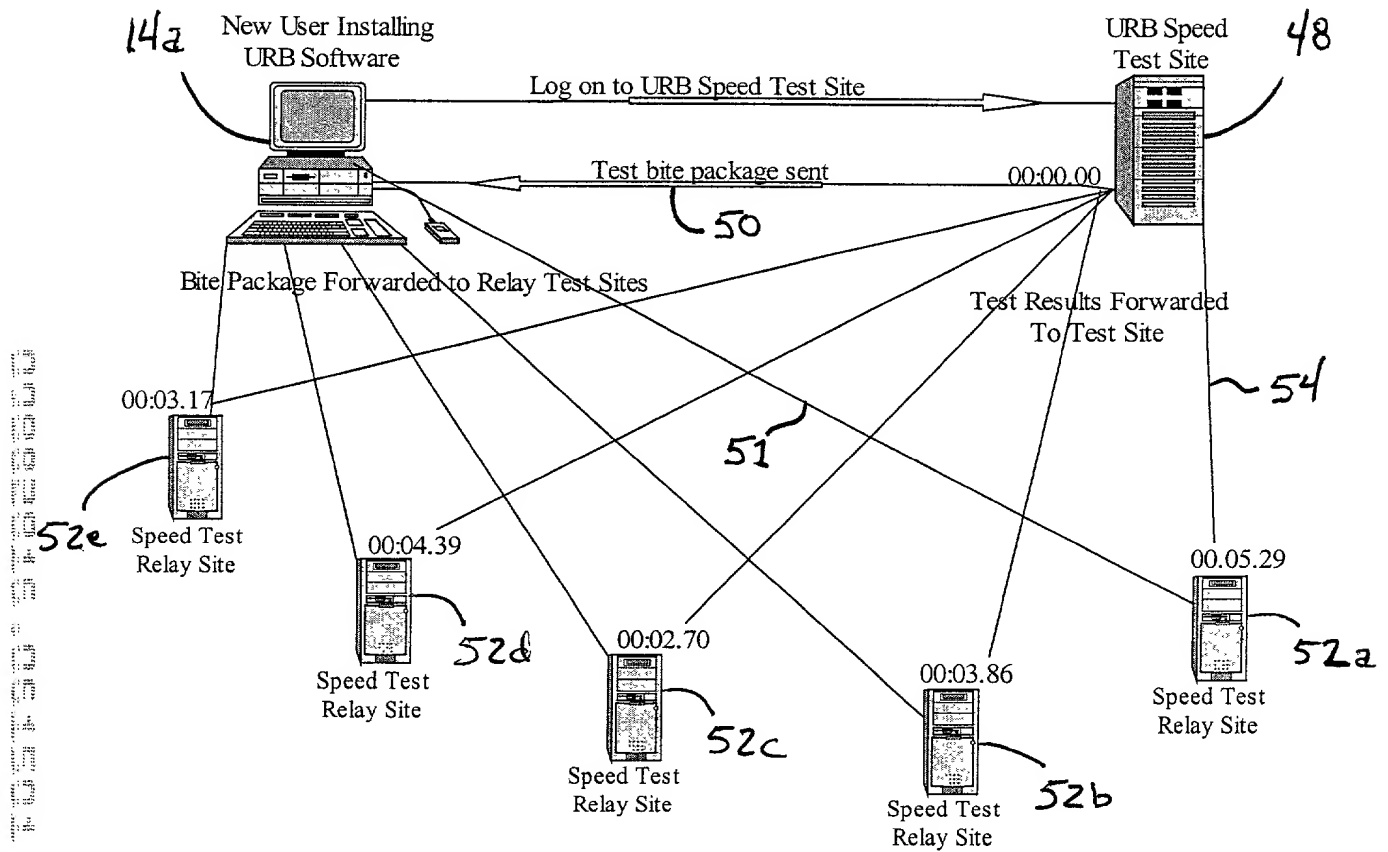 14a
New User Installing
URB Software
URB Speed
Test Site
48
Log on to URB Speed Test Site
Test bite package sent
00:00.00
50
Bite Package Forwarded to Relay Test Sites
Test Results Forwarded
To Test Site
54
51
00:03.17
52e
Speed Test
Relay Site
00:04.39
52d
Speed Test
Relay Site
00:02.70
52c
Speed Test
Relay Site
00:03.86
52b
Speed Test
Relay Site
00.05.29
52a
Speed Test
Relay Site